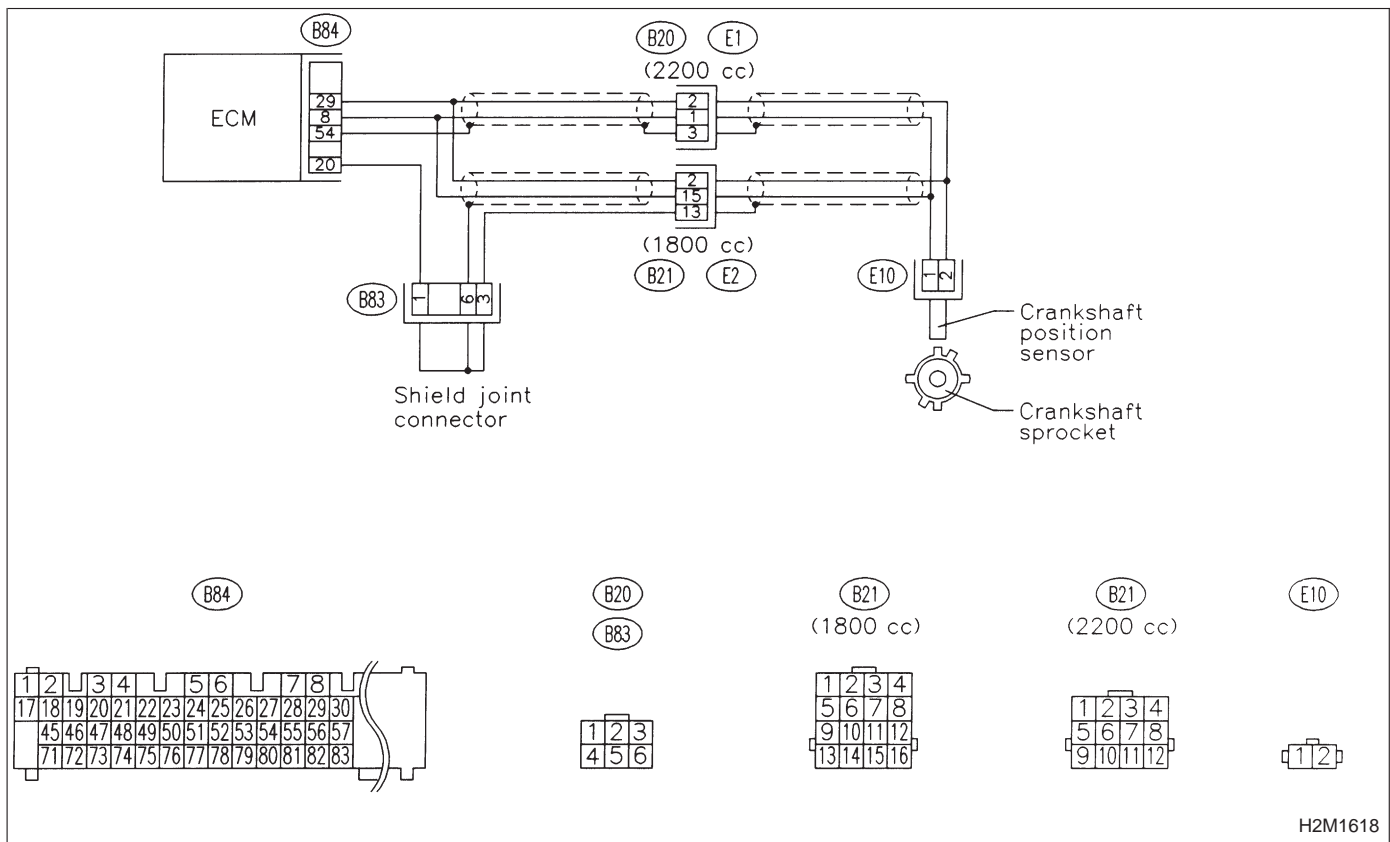 B84
B20 E1
(2200 cc)
ECM
29
8
54
20
2
1
3
2
15
13
(1800 cc)
B21 E2
E10
1 2
B83
1 6 3
Crankshaft
position
sensor
Shield joint
connector
Crankshaft
sprocket
B84
B20
B83
B21
(1800 cc)
B21
(2200 cc)
E10
1 2 3 4 5 6 7 8
17 18 19 20 21 22 23 24 25 26 27 28 29 30
45 46 47 48 49 50 51 52 53 54 55 56 57
71 72 73 74 75 76 77 78 79 80 81 82 83
1 2 3
4 5 6
1 2 3 4
5 6 7 8
9 10 11 12
13 14 15 16
1 2 3 4
5 6 7 8
9 10 11 12
1 2
H2M1618